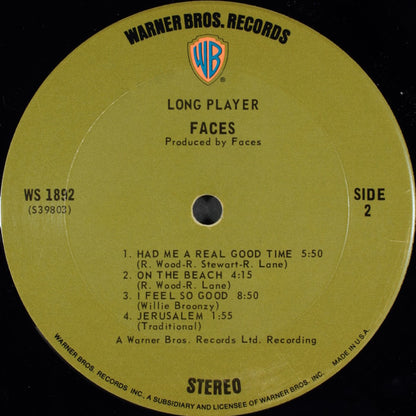 WARNER BROS. RECORDS
WB
LONG PLAYER
FACES
Produced by Faces
WS 1892
(S39803)
SIDE
2
1. HAD ME A REAL GOOD TIME 5:50
(R. Wood-R. Stewart-R. Lane)
2. ON THE BEACH 4:15
(R. Wood-R. Lane)
3. I FEEL SO GOOD 8:50
(Willie Broonzy)
4. JERUSALEM 1:55
(Traditional)
A Warner Bros. Records Ltd. Recording
STEREO
WARNER BROS. RECORDS INC., A SUBSIDIARY AND LICENSEE OF WARNER BROS. INC.
MADE IN U.S.A.